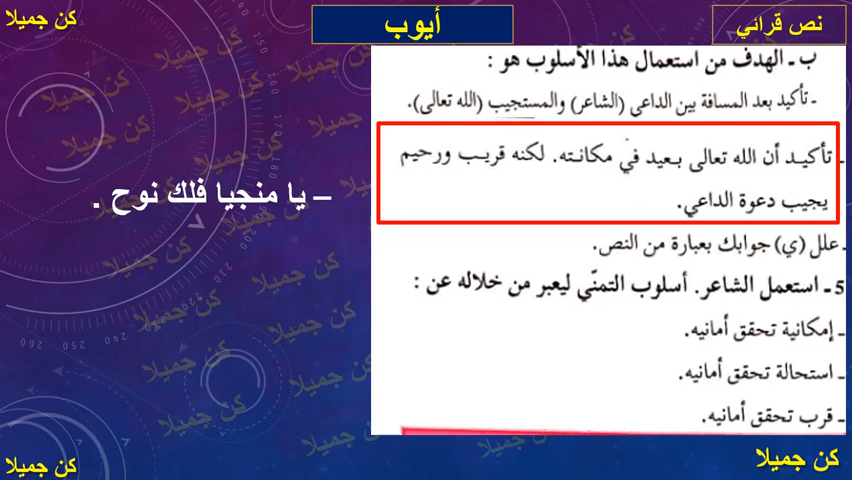 كن جميلا
أيوب
نص قرائي
ب ـ الهدف من استعمال هذا الأسلوب هو :
ـ تأكيد بعد المسافة بين الداعي (الشاعر) والمستجيب (الله تعالى).
ـ تأكيد أن الله تعالى بعيد في مكانته. لكنه قريب ورحيم
يجيب دعوة الداعي.
– يا منجيا فلك نوح .
ـ علل (ي) جوابك بعبارة من النص.
5 ـ استعمل الشاعر. أسلوب التمنّي ليعبر من خلاله عن :
ـ إمكانية تحقق أمانيه.
ـ استحالة تحقق أمانيه.
ـ قرب تحقق أمانيه.
كن جميلا
كن جميلا